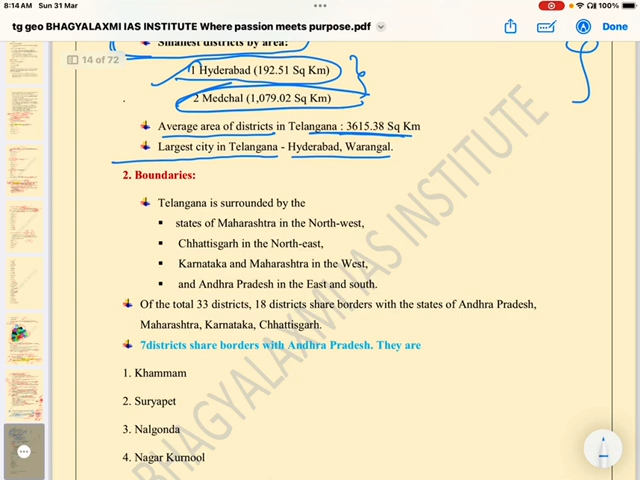 8:14 AM Sun 31 Mar
100%
tg geo BHAGYALAXMI IAS INSTITUTE Where passion meets purpose.pdf
Done
14 of 72
Smallest districts by area:
1 Hyderabad (192.51 Sq Km)
2 Medchal (1,079.02 Sq Km)
Average area of districts in Telangana : 3615.38 Sq Km
Largest city in Telangana - Hyderabad, Warangal.
2. Boundaries:
Telangana is surrounded by the
states of Maharashtra in the North-west,
Chhattisgarh in the North-east,
Karnataka and Maharashtra in the West,
and Andhra Pradesh in the East and south.
Of the total 33 districts, 18 districts share borders with the states of Andhra Pradesh,
Maharashtra, Karnataka, Chhattisgarh.
7districts share borders with Andhra Pradesh. They are
1. Khammam
2. Suryapet
3. Nalgonda
4. Nagar Kurnool
BHAGYALAXMI IAS INSTITUTE